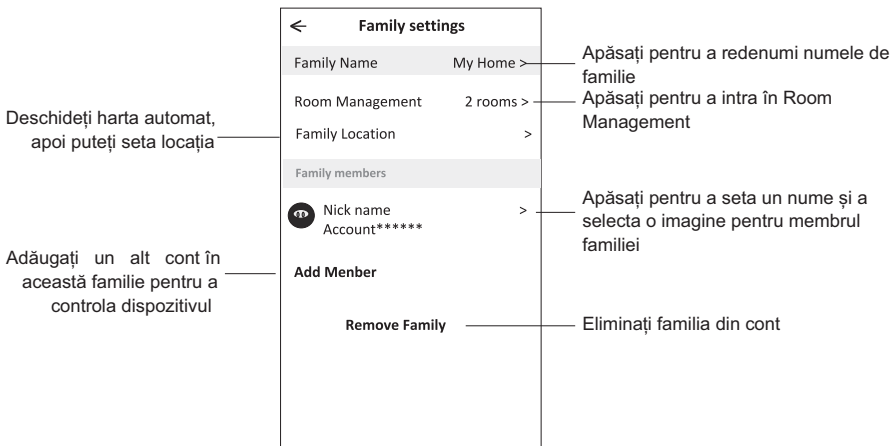 Family settings
Family Name My Home >
Room Management 2 rooms >
Family Location >
Family members
Nick name >
Account******
Add Menber
Remove Family
Deschideți harta automat,
apoi puteți seta locația
Adăugați un alt cont în
această familie pentru a
controla dispozitivul
Apăsați pentru a redenumi numele de
familie
Apăsați pentru a intra în Room
Management
Apăsați pentru a seta un nume și a
selecta o imagine pentru membrul
familiei
Eliminați familia din cont